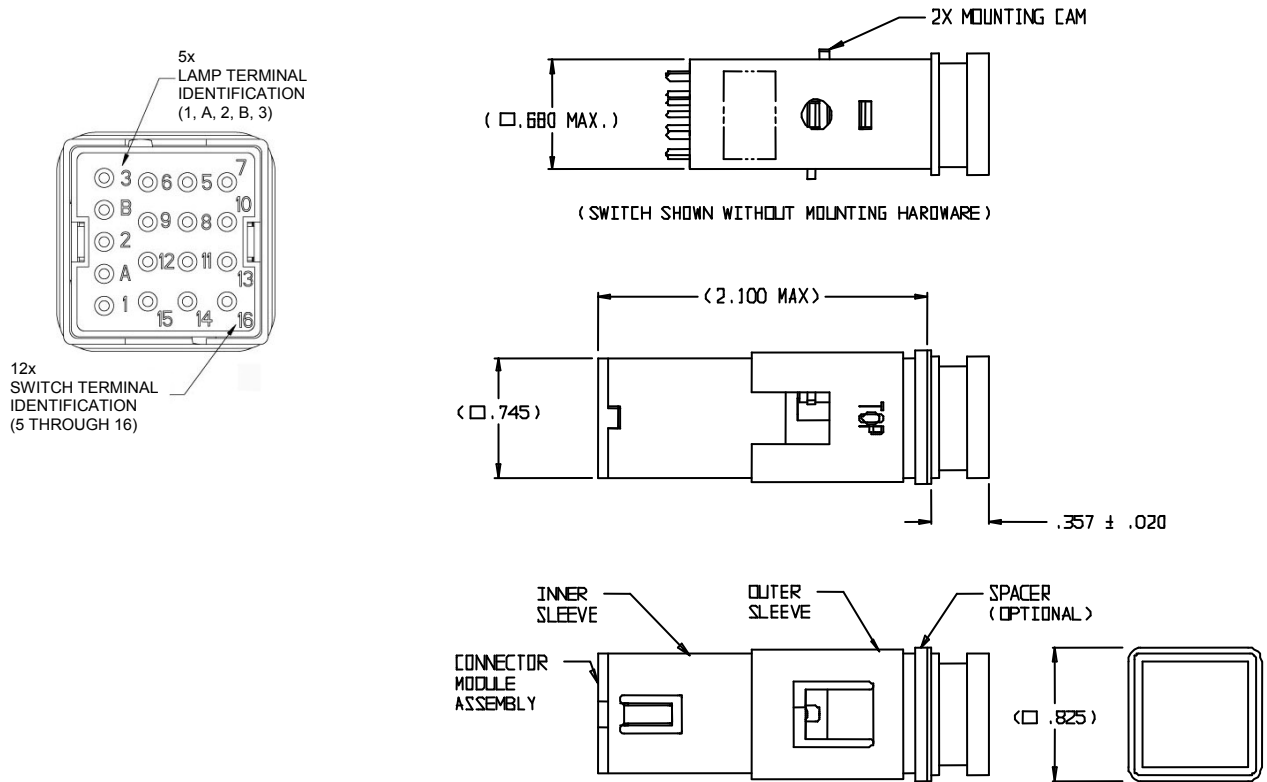 5x
LAMP TERMINAL
IDENTIFICATION
(1, A, 2, B, 3)
3 6 5 7
B 9 8 10
2
A 12 11 13
1 15 14 16
12x
SWITCH TERMINAL
IDENTIFICATION
(5 THROUGH 16)
2X MOUNTING CAM
(□.680 MAX.)
(SWITCH SHOWN WITHOUT MOUNTING HARDWARE)
(2.100 MAX)
(□.745)
TOP
.357 ± .020
INNER
SLEEVE
OUTER
SLEEVE
SPACER
(OPTIONAL)
CONNECTOR
MODULE
ASSEMBLY
(□ .825)